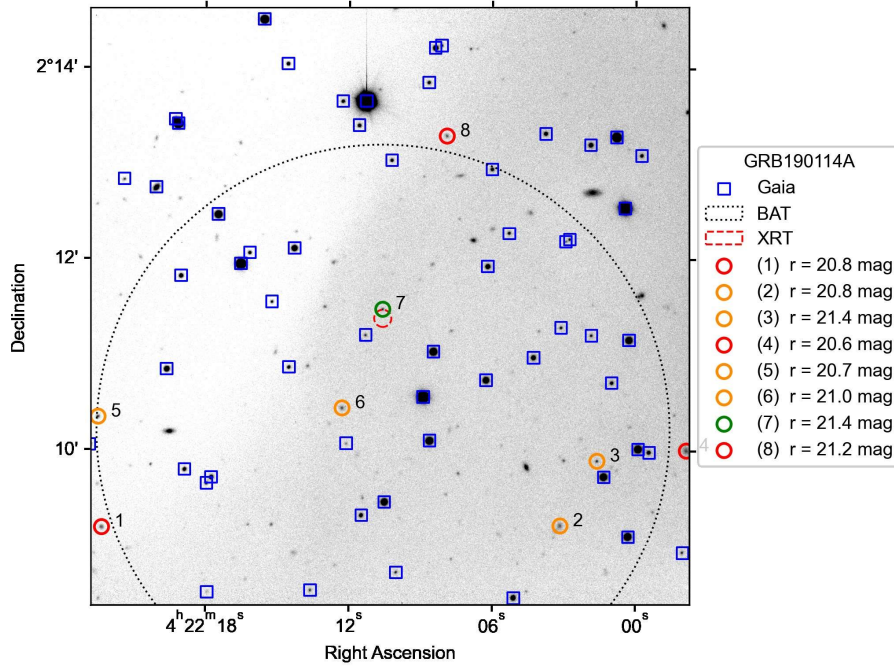 2°14'
12'
10'
Declination
8
7
6
5
4
3
2
1
4ʰ22ᵐ18ˢ
12ˢ
06ˢ
00ˢ
Right Ascension
GRB190114A
Gaia
BAT
XRT
(1) r = 20.8 mag
(2) r = 20.8 mag
(3) r = 21.4 mag
(4) r = 20.6 mag
(5) r = 20.7 mag
(6) r = 21.0 mag
(7) r = 21.4 mag
(8) r = 21.2 mag